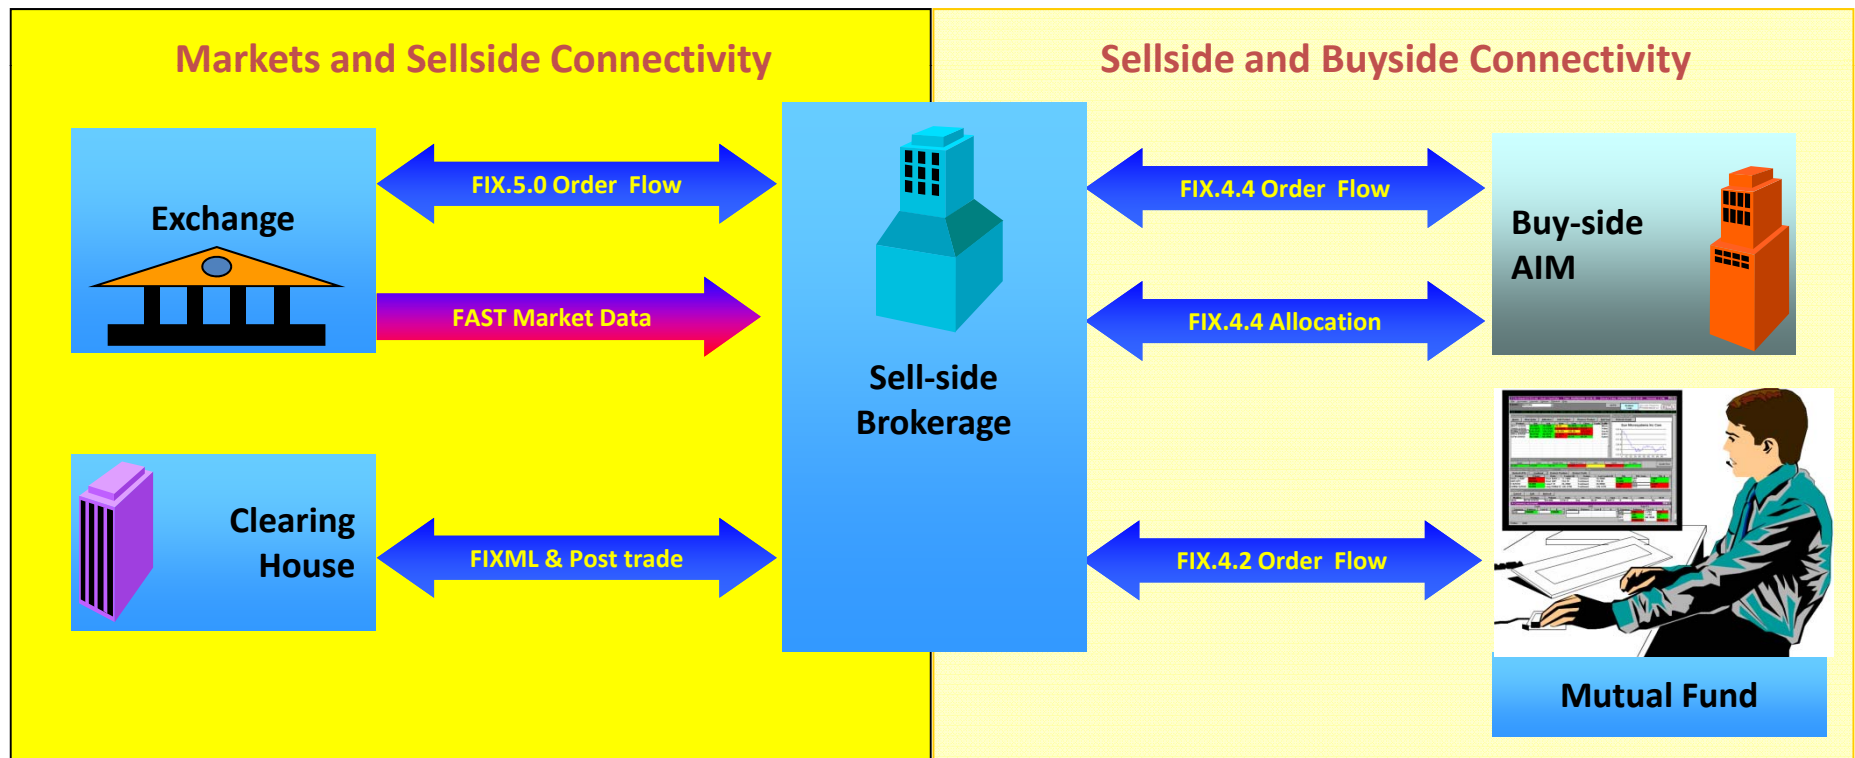 Markets and Sellside Connectivity
Sellside and Buyside Connectivity
Exchange
FIX.5.0 Order Flow
FAST Market Data
Clearing
House
FIXML & Post trade
Sell-side
Brokerage
FIX.4.4 Order Flow
FIX.4.4 Allocation
FIX.4.2 Order Flow
Buy-side
AIM
Mutual Fund